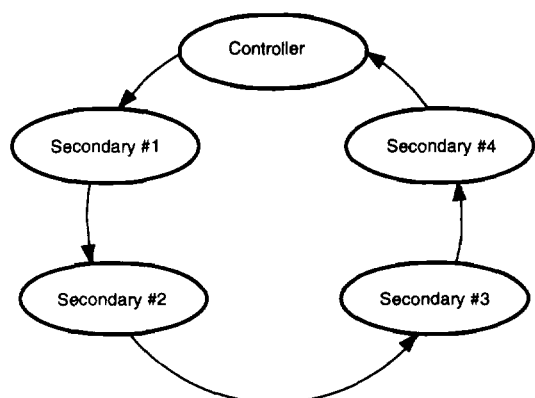 Controller
Secondary #1
Secondary #4
Secondary #2
Secondary #3